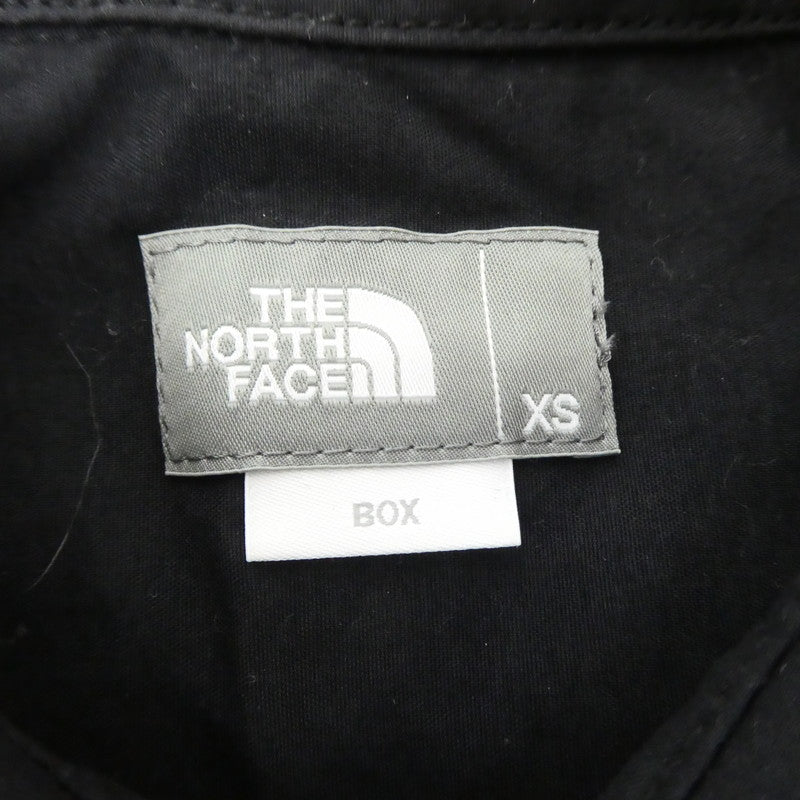 THE
NORTH
FACE
XS
BOX